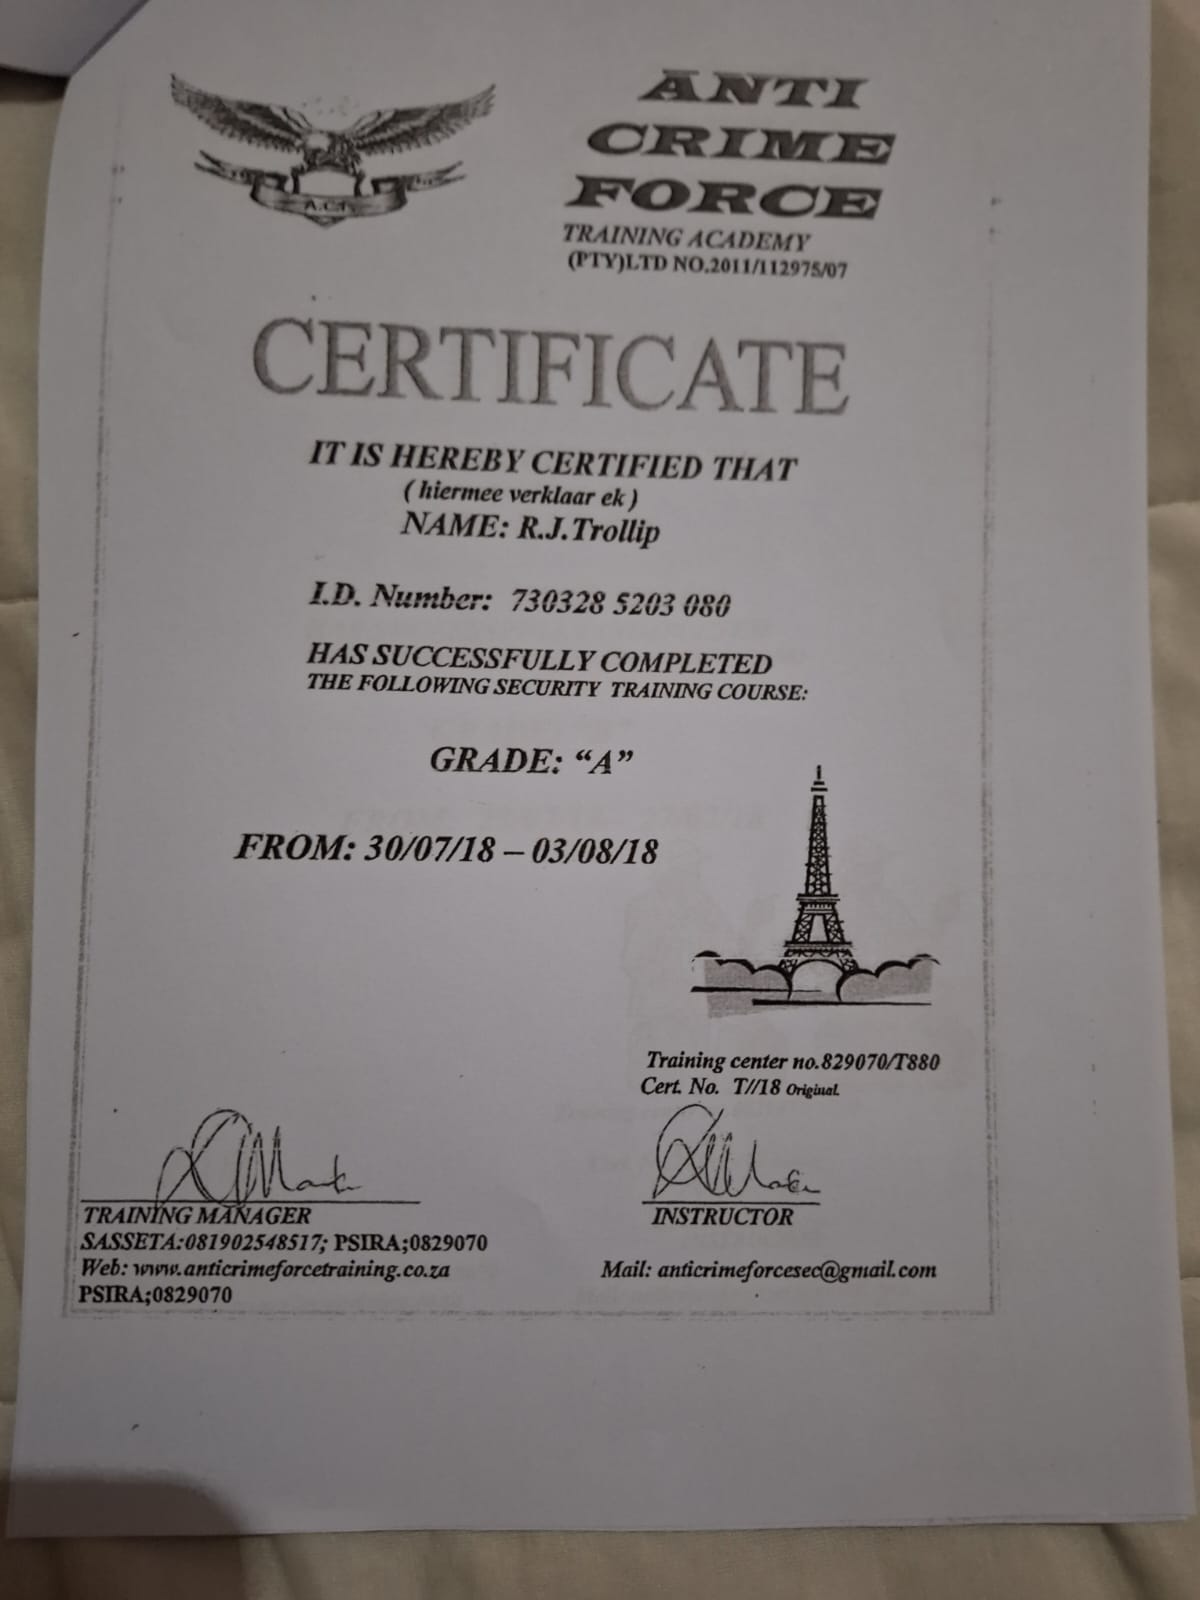 A.C.F.
ANTI
CRIME
FORCE
TRAINING ACADEMY
(PTY)LTD NO.2011/112975/07
CERTIFICATE
IT IS HEREBY CERTIFIED THAT
( hiermee verklaar ek )
NAME: R.J.Trollip
I.D. Number: 730328 5203 080
HAS SUCCESSFULLY COMPLETED
THE FOLLOWING SECURITY TRAINING COURSE:
GRADE: “A”
FROM: 30/07/18 – 03/08/18
Training center no.829070/T880
Cert. No. T//18 Original.
TRAINING MANAGER
SASSETA:081902548517; PSIRA;0829070
Web: www.anticrimeforcetraining.co.za
PSIRA;0829070
INSTRUCTOR
Mail: anticrimeforcesec@gmail.com